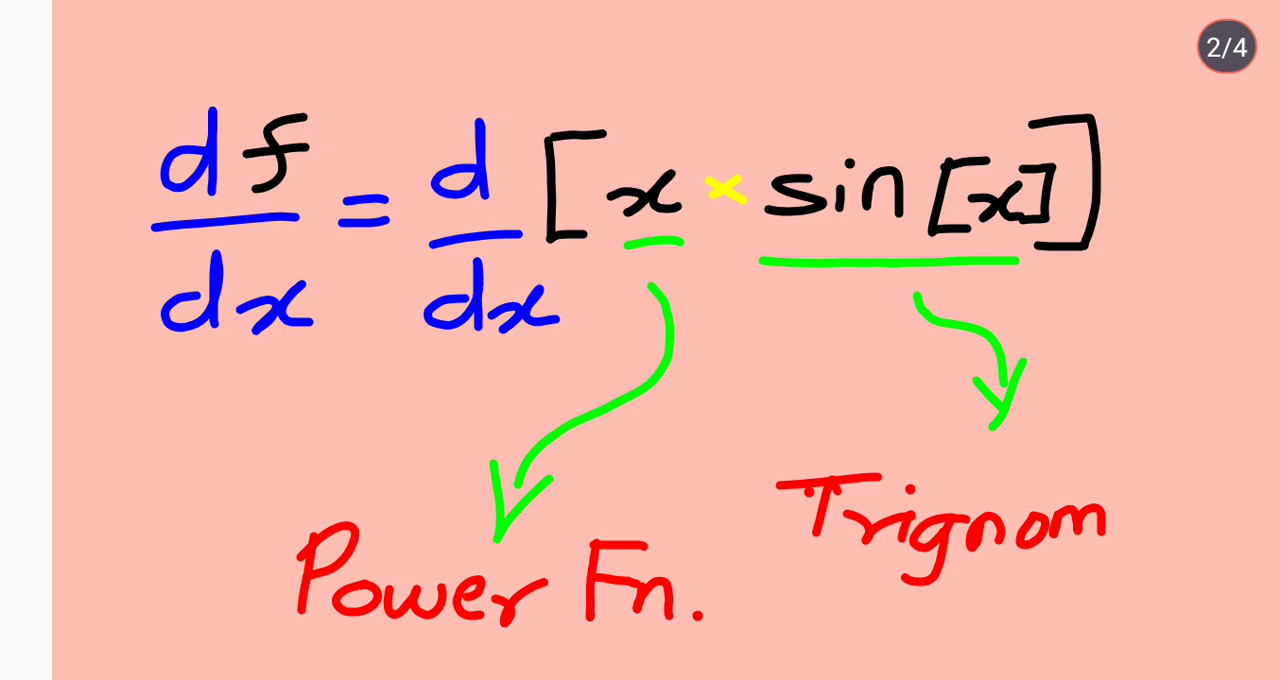 2/4
df/dx = d/dx [x × sin[x]]
Power Fn.
Trignom